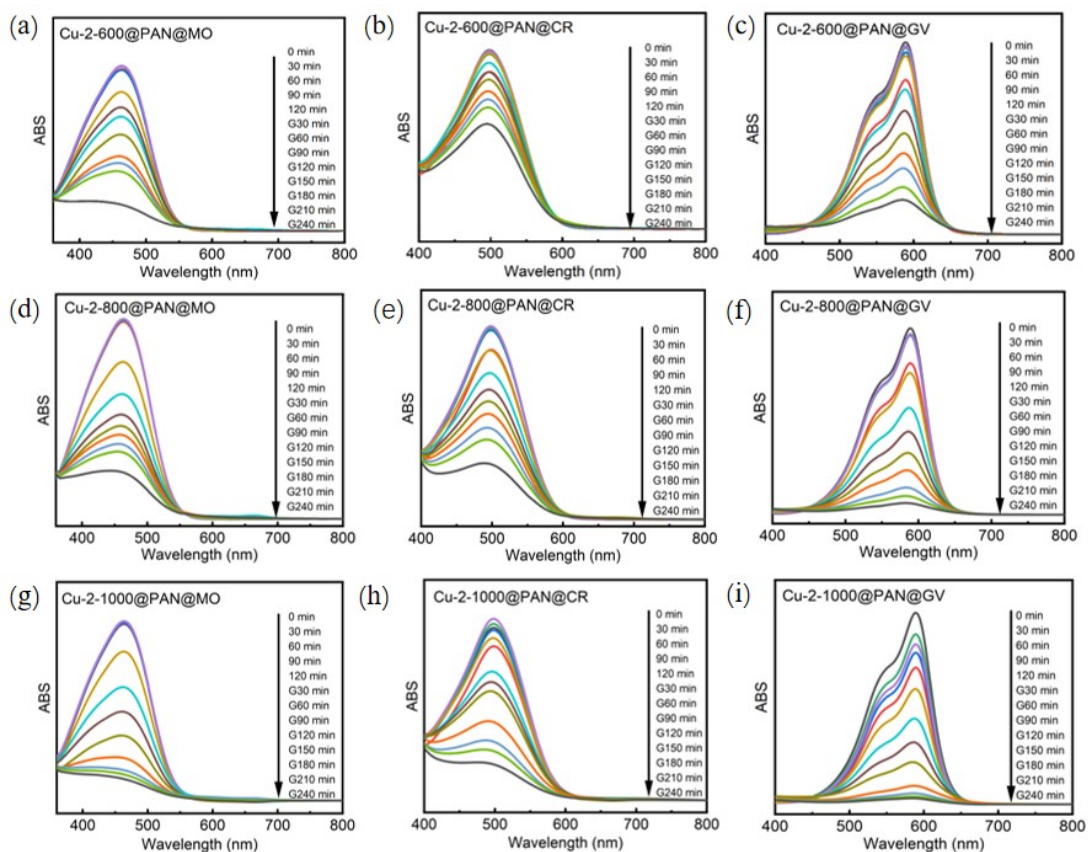 (a)
Cu-2-600@PAN@MO
0 min
30 min
60 min
90 min
120 min
G30 min
G60 min
G90 min
G120 min
G150 min
G180 min
G210 min
G240 min
ABS
400 500 600 700 800
Wavelength (nm)
(b)
Cu-2-600@PAN@CR
0 min
30 min
60 min
90 min
120 min
G30 min
G60 min
G90 min
G120 min
G150 min
G180 min
G210 min
G240 min
ABS
400 500 600 700 800
Wavelength (nm)
(c)
Cu-2-600@PAN@GV
0 min
30 min
60 min
90 min
120 min
G30 min
G60 min
G90 min
G120 min
G150 min
G180 min
G210 min
G240 min
ABS
400 500 600 700 800
Wavelength (nm)
(d)
Cu-2-800@PAN@MO
0 min
30 min
60 min
90 min
120 min
G30 min
G60 min
G90 min
G120 min
G150 min
G180 min
G210 min
G240 min
ABS
400 500 600 700 800
Wavelength (nm)
(e)
Cu-2-800@PAN@CR
0 min
30 min
60 min
90 min
120 min
G30 min
G60 min
G90 min
G120 min
G150 min
G180 min
G210 min
G240 min
ABS
400 500 600 700 800
Wavelength (nm)
(f)
Cu-2-800@PAN@GV
0 min
30 min
60 min
90 min
120 min
G30 min
G60 min
G90 min
G120 min
G150 min
G180 min
G210 min
G240 min
ABS
400 500 600 700 800
Wavelength (nm)
(g)
Cu-2-1000@PAN@MO
0 min
30 min
60 min
90 min
120 min
G30 min
G60 min
G90 min
G120 min
G150 min
G180 min
G210 min
G240 min
ABS
400 500 600 700 800
Wavelength (nm)
(h)
Cu-2-1000@PAN@CR
0 min
30 min
60 min
90 min
120 min
G30 min
G60 min
G90 min
G120 min
G150 min
G180 min
G210 min
G240 min
ABS
400 500 600 700 800
Wavelength (nm)
(i)
Cu-2-1000@PAN@GV
0 min
30 min
60 min
90 min
120 min
G30 min
G60 min
G90 min
G120 min
G150 min
G180 min
G210 min
G240 min
ABS
400 500 600 700 800
Wavelength (nm)